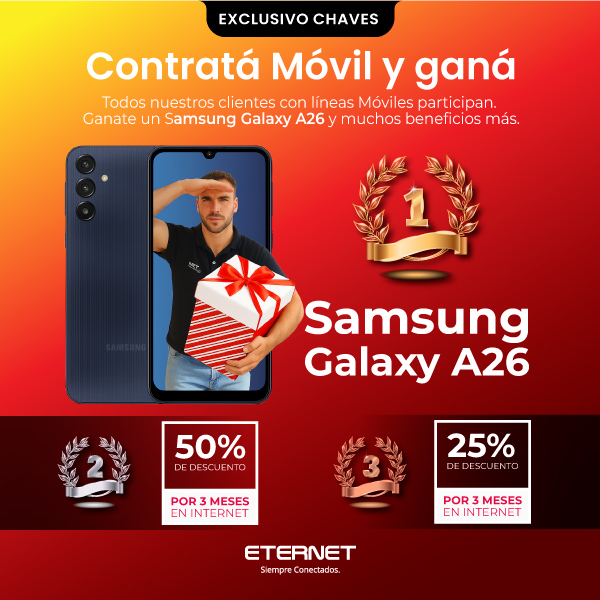 EXCLUSIVO CHAVES
Contratá Móvil y ganá
Todos nuestros clientes con líneas Móviles participan.
Ganate un Samsung Galaxy A26 y muchos beneficios más.
1
SAMSUNG
Samsung
Galaxy A26
2
50%
DE DESCUENTO
POR 3 MESES
EN INTERNET
3
25%
DE DESCUENTO
POR 3 MESES
EN INTERNET
ETERNET
Siempre Conectados.